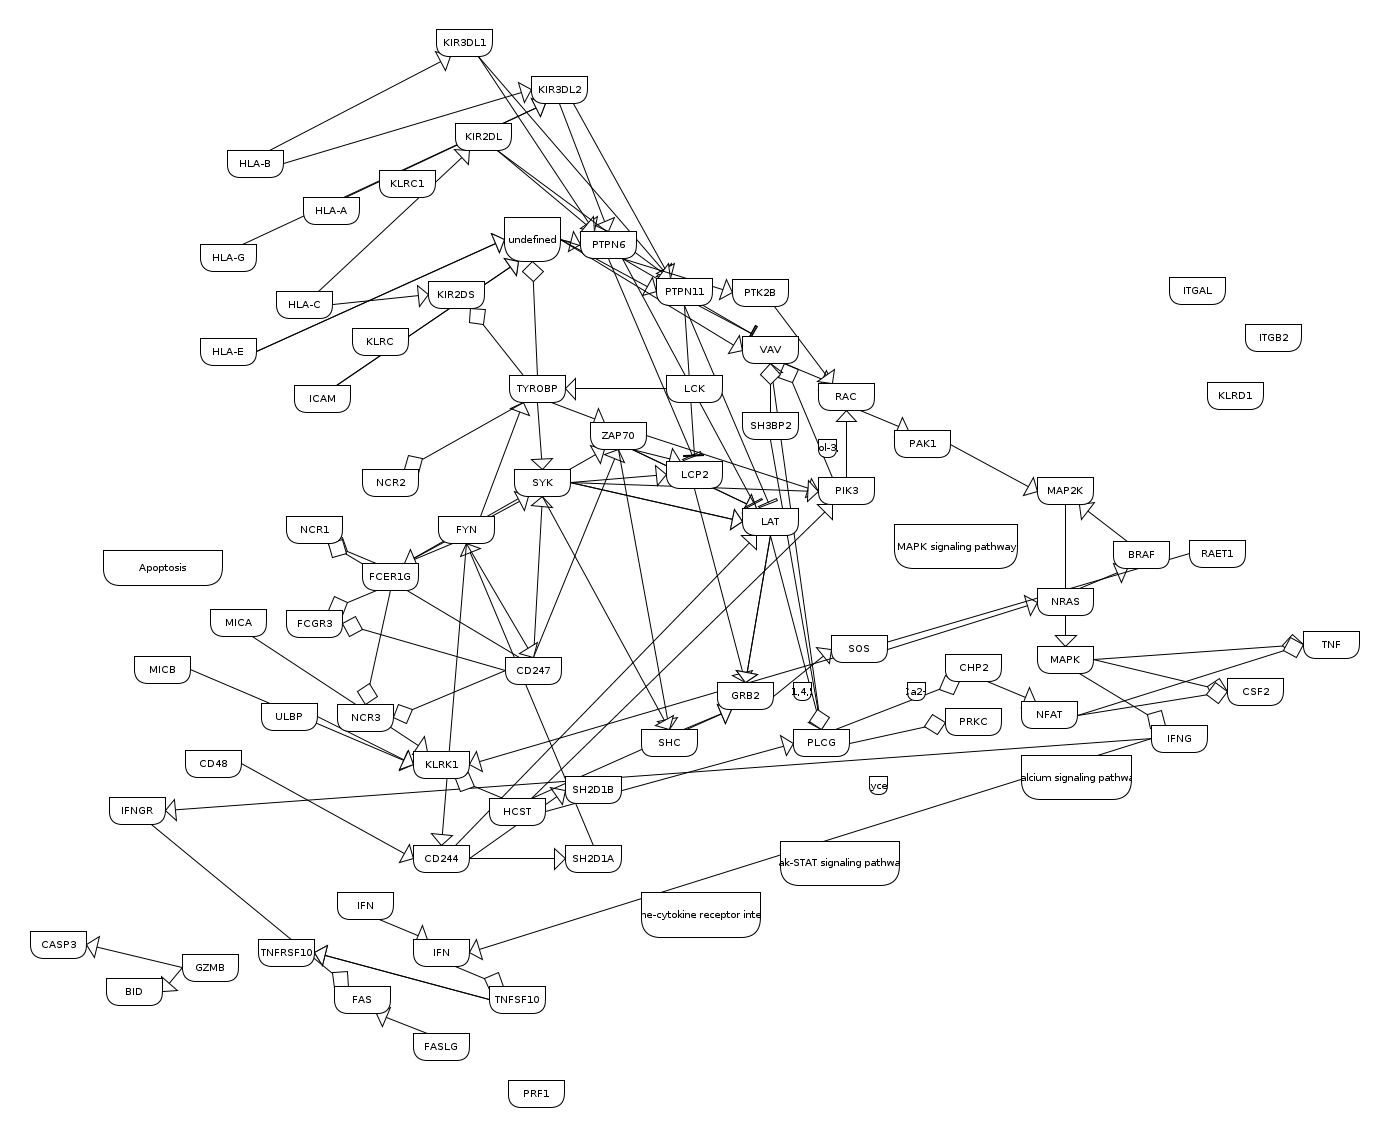 KIR3DL1
KIR3DL2
KIR2DL
HLA-B
KLRC1
HLA-A
undefined
PTPN6
HLA-G
KIR2DS
HLA-C
PTPN11
PTK2B
ITGAL
ITGB2
KLRC
HLA-E
VAV
ICAM
TYROBP
LCK
RAC
KLRD1
SH3BP2
ZAP70
ol-3,
PAK1
NCR2
SYK
LCP2
PIK3
MAP2K
NCR1
FYN
LAT
MAPK signaling pathway
BRAF
RAET1
Apoptosis
FCER1G
NRAS
MICA
FCGR3
SOS
TNF
MICB
CD247
CHP2
MAPK
ULBP
NCR3
GRB2
1,4,5
Ca2+
CSF2
NFAT
PRKC
SHC
PLCG
IFNG
CD48
KLRK1
alcium signaling pathwa
IFNGR
HCST
SH2D1B
yce
CD244
SH2D1A
ak-STAT signaling pathwa
IFN
ne-cytokine receptor inte
CASP3
TNFRSF10
IFN
GZMB
BID
FAS
TNFSF10
FASLG
PRF1